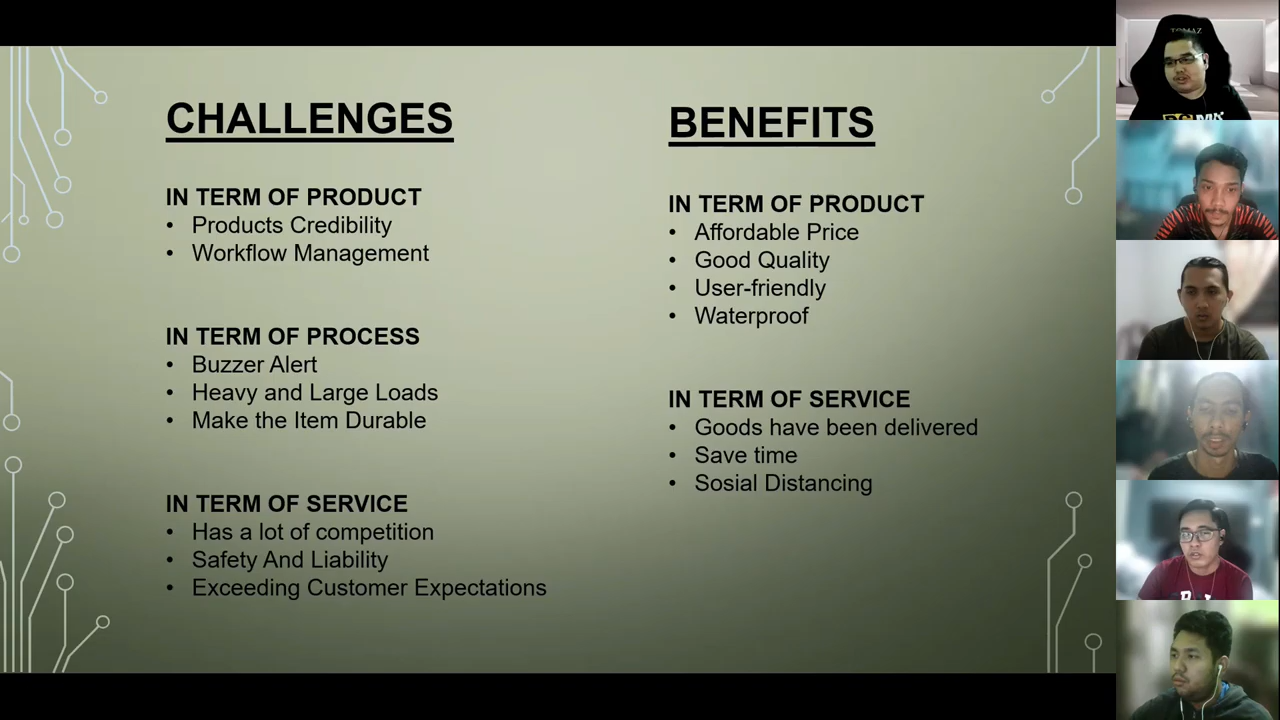 CHALLENGES
IN TERM OF PRODUCT
• Products Credibility
• Workflow Management
IN TERM OF PROCESS
• Buzzer Alert
• Heavy and Large Loads
• Make the Item Durable
IN TERM OF SERVICE
• Has a lot of competition
• Safety And Liability
• Exceeding Customer Expectations
BENEFITS
IN TERM OF PRODUCT
• Affordable Price
• Good Quality
• User-friendly
• Waterproof
IN TERM OF SERVICE
• Goods have been delivered
• Save time
• Sosial Distancing
TOMAZ